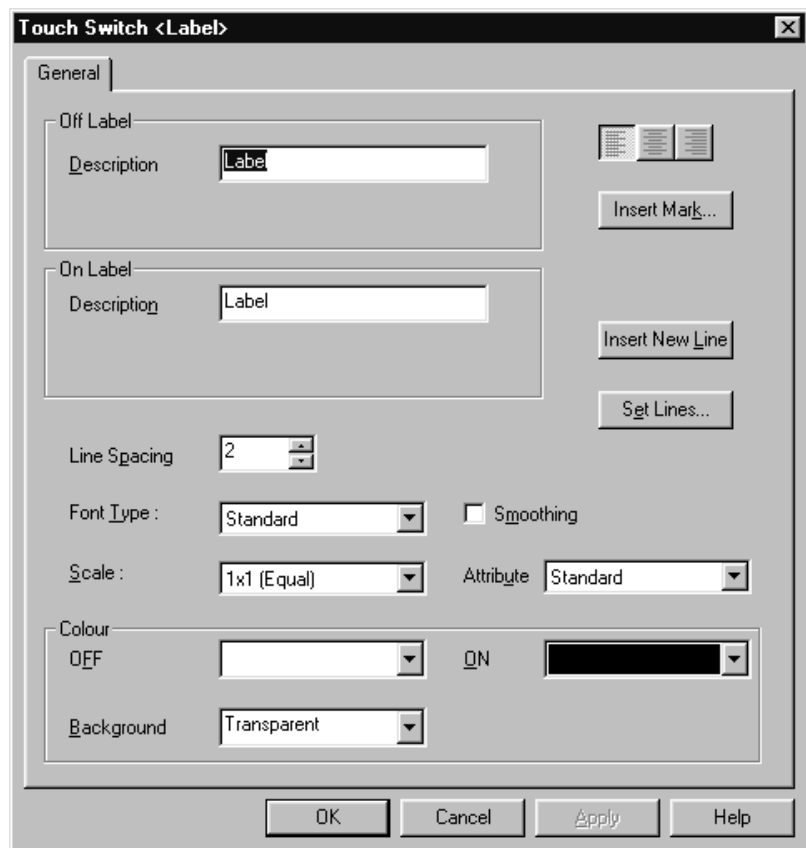 Touch Switch <Label>
General
Off Label
Description Label
Insert Mark...
On Label
Description Label
Insert New Line
Set Lines...
Line Spacing 2
Font Type : Standard Smoothing
Scale : 1x1 (Equal) Attribute Standard
Colour
OFF ON
Background Transparent
OK Cancel Apply Help